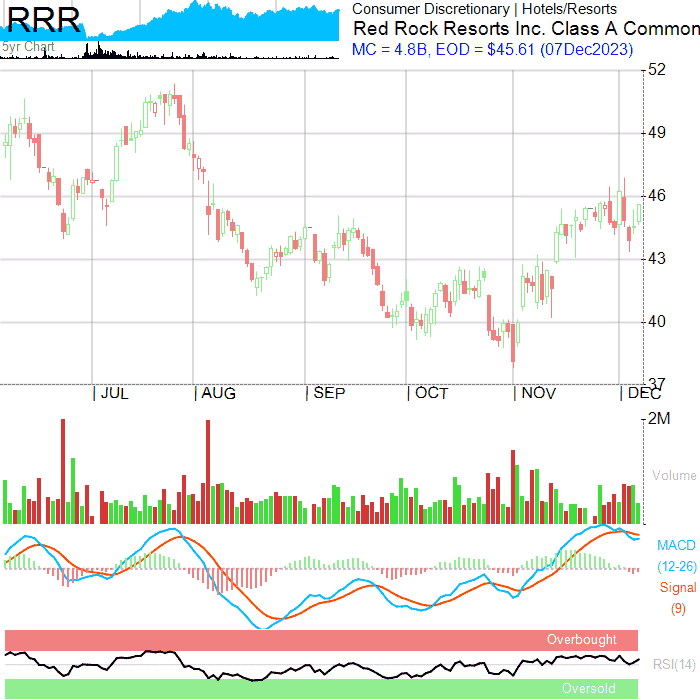 RRR
5yr Chart
Consumer Discretionary | Hotels/Resorts
Red Rock Resorts Inc. Class A Common
MC = 4.8B, EOD = $45.61 (07Dec2023)
52
49
46
43
40
37
| JUL | AUG | SEP | OCT | NOV | DEC
2M
Volume
MACD
(12-26)
Signal
(9)
Overbought
RSI(14)
Oversold